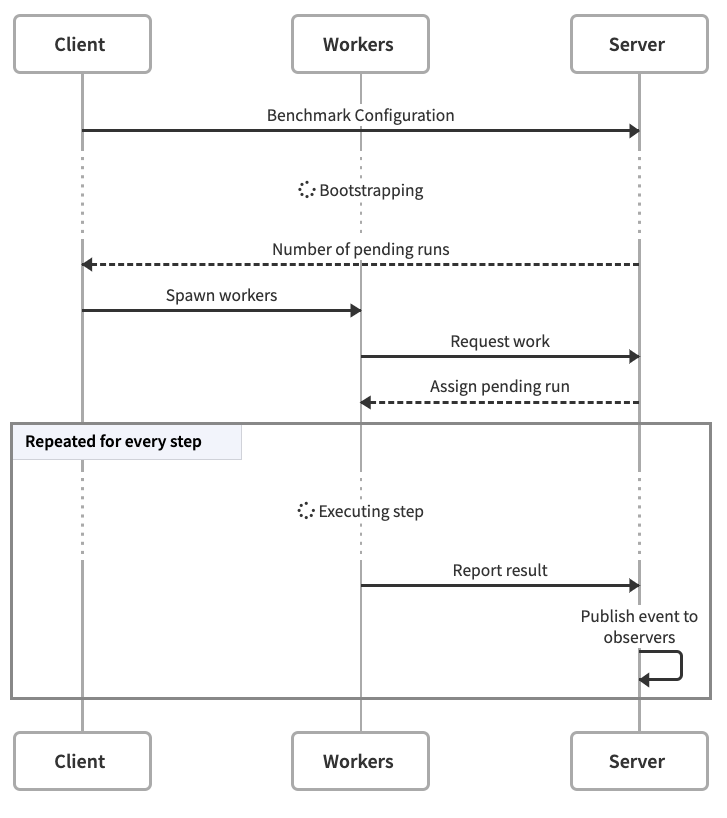 Client
Workers
Server
Benchmark Configuration
Bootstrapping
Number of pending runs
Spawn workers
Request work
Assign pending run
Repeated for every step
Executing step
Report result
Publish event to
observers
Client
Workers
Server